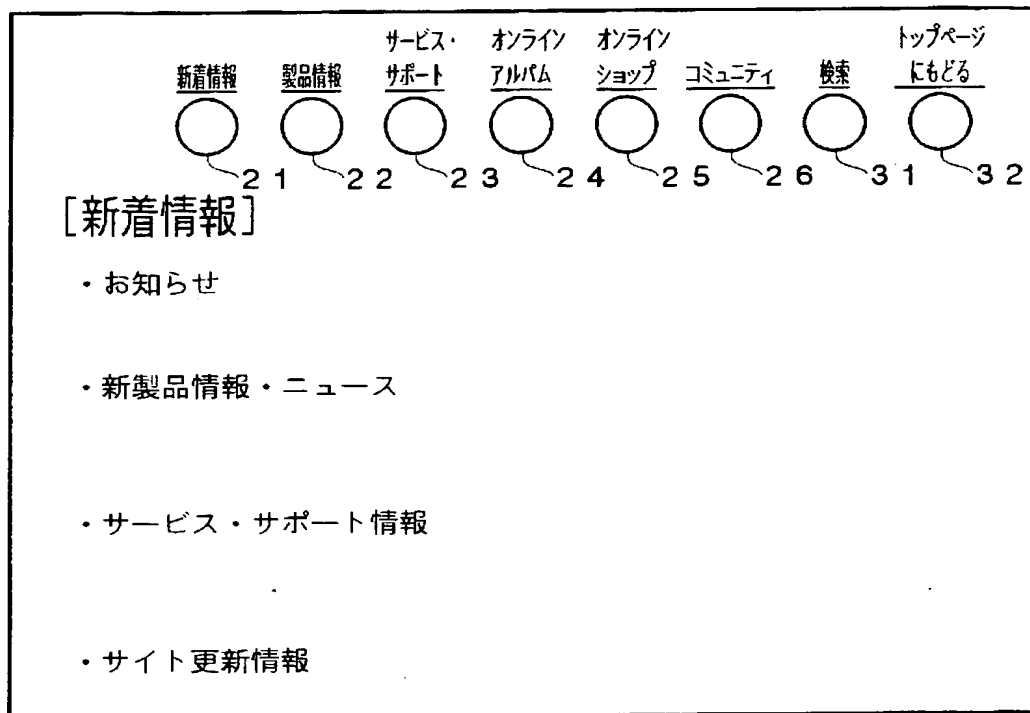 サービス・ オンライン オンライン トップページ
新着情報 製品情報 サポート アルバム ショップ コミュニティ 検索 にもどる
21 22 23 24 25 26 31 32
[新着情報]
・お知らせ
・新製品情報・ニュース
・サービス・サポート情報
・サイト更新情報